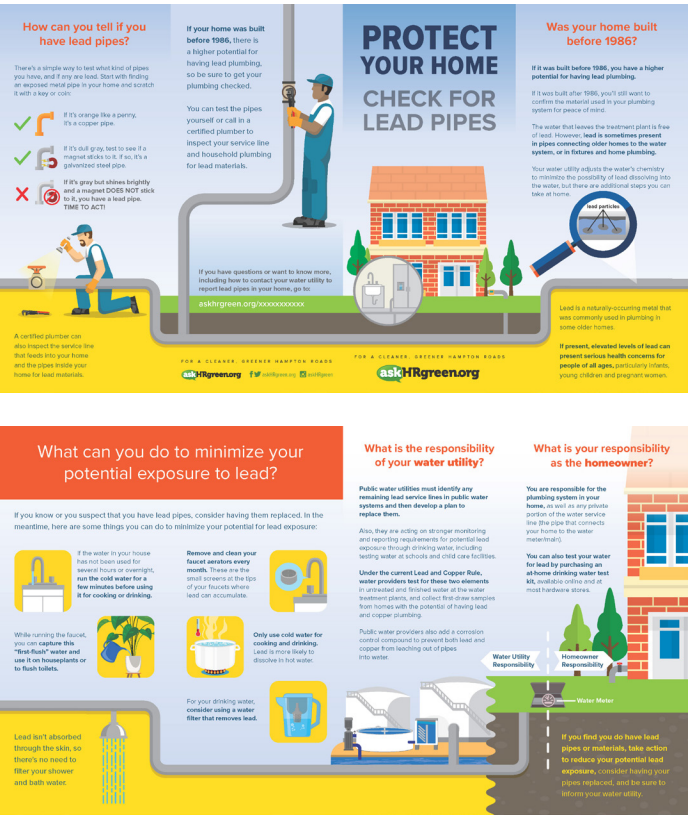 How can you tell if you
have lead pipes?
There's a simple way to test what kind of pipes
you have, and if any are lead. Start with finding
an exposed metal pipe in your home and scratch
it with a key or coin:
If it's orange like a penny,
it's a copper pipe.
If it's dull gray, test to see if a
magnet sticks to it. If so, it's a
galvanized steel pipe.
If it's gray but shines brightly
and a magnet DOES NOT stick
to it, you have a lead pipe.
TIME TO ACT!
A certified plumber can
also inspect the service line
that feeds into your home
and the pipes inside your
home for lead materials.
If your home was built
before 1986, there is
a higher potential for
having lead plumbing,
so be sure to get your
plumbing checked.
You can test the pipes
yourself or call in a
certified plumber to
inspect your service line
and household plumbing
for lead materials.
If you have questions or want to know more,
including how to contact your water utility to
report lead pipes in your home, go to:
askhrgreen.org/xxxxxxxxxxx
FOR A CLEANER, GREENER HAMPTON ROADS
askHRgreen.org
askHRgreen.org
askHRgreen
PROTECT
YOUR HOME
CHECK FOR
LEAD PIPES
FOR A CLEANER, GREENER HAMPTON ROADS
askHRgreen.org
Was your home built
before 1986?
If it was built before 1986, you have a higher
potential for having lead plumbing.
If it was built after 1986, you'll still want to
confirm the material used in your plumbing
system for peace of mind.
The water that leaves the treatment plant is free
of lead. However, lead is sometimes present
in pipes connecting older homes to the water
system, or in fixtures and home plumbing.
Your water utility adjusts the water's chemistry
to minimize the possibility of lead dissolving into
the water, but there are additional steps you can
take at home.
lead particles
Lead is a naturally-occurring metal that
was commonly used in plumbing in
some older homes.
If present, elevated levels of lead can
present serious health concerns for
people of all ages, particularly infants,
young children and pregnant women.
What can you do to minimize your
potential exposure to lead?
If you know or you suspect that you have lead pipes, consider having them replaced. In the
meantime, here are some things you can do to minimize your potential for lead exposure:
If the water in your house
has not been used for
several hours or overnight,
run the cold water for a
few minutes before using
it for cooking or drinking.
Remove and clean your
faucet aerators every
month. These are the
small screens at the tips
of your faucets where
lead can accumulate.
While running the faucet,
you can capture this
"first-flush" water and
use it on houseplants or
to flush toilets.
Only use cold water for
cooking and drinking.
Lead is more likely to
dissolve in hot water.
For your drinking water,
consider using a water
filter that removes lead.
Lead isn't absorbed
through the skin, so
there's no need to
filter your shower
and bath water.
What is the responsibility
of your water utility?
Public water utilities must identify any
remaining lead service lines in public water
systems and then develop a plan to
replace them.
Also, they are acting on stronger monitoring
and reporting requirements for potential lead
exposure through drinking water, including
testing water at schools and child care facilities.
Under the current Lead and Copper Rule,
water providers test for these two elements
in untreated and finished water at the water
treatment plants, and collect first-draw samples
from homes with the potential of having lead
and copper plumbing.
Public water providers also add a corrosion
control compound to prevent both lead and
copper from leaching out of pipes
into water.
What is your responsibility
as the homeowner?
You are responsible for the
plumbing system in your
home, as well as any private
portion of the water service
line (the pipe that connects
your home to the water
meter/main).
You can also test your water
for lead by purchasing an
at-home drinking water test
kit, available online and at
most hardware stores.
Water Utility
Responsibility
Homeowner
Responsibility
Water Meter
If you find you do have lead
pipes or materials, take action
to reduce your potential lead
exposure, consider having your
pipes replaced, and be sure to
inform your water utility.